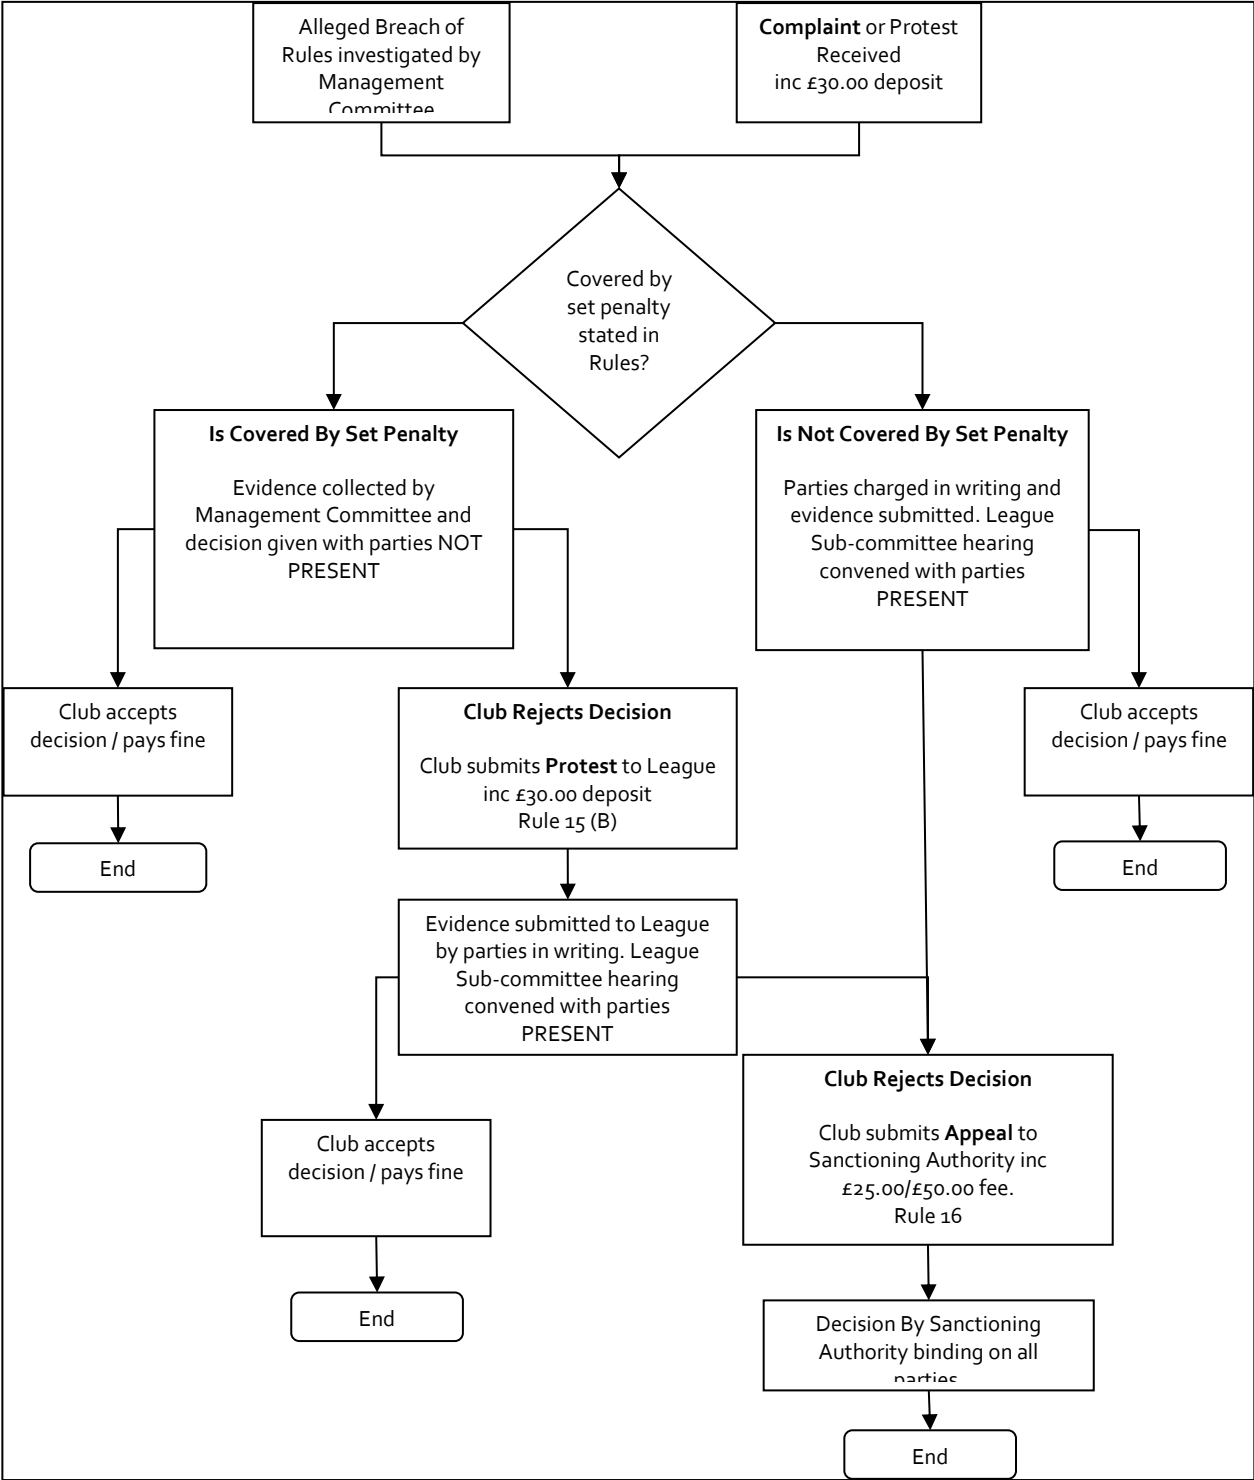 Alleged Breach of
Rules investigated by
Management
Committee
Complaint or Protest
Received
inc £30.00 deposit
Covered by
set penalty
stated in
Rules?
Is Covered By Set Penalty
Evidence collected by
Management Committee and
decision given with parties NOT
PRESENT
Is Not Covered By Set Penalty
Parties charged in writing and
evidence submitted. League
Sub-committee hearing
convened with parties
PRESENT
Club accepts
decision / pays fine
Club Rejects Decision
Club submits Protest to League
inc £30.00 deposit
Rule 15 (B)
Club accepts
decision / pays fine
End
End
Evidence submitted to League
by parties in writing. League
Sub-committee hearing
convened with parties
PRESENT
Club accepts
decision / pays fine
Club Rejects Decision
Club submits Appeal to
Sanctioning Authority inc
£25.00/£50.00 fee.
Rule 16
End
Decision By Sanctioning
Authority binding on all
parties
End